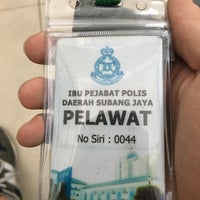 IBU PEJABAT POLIS
DAERAH SUBANG JAYA
PELAWAT
No Siri : 0044